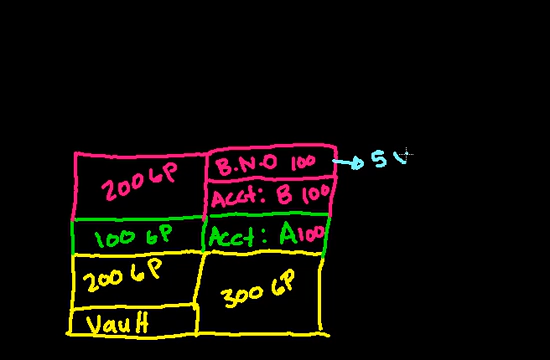 B.N.O 100 → 5
200 GP
Acct: B 100
100 GP Acct: A 100
200 GP
300 GP
Vault